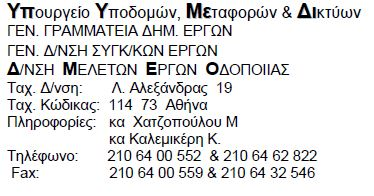 Υπουργείο Υποδομών, Μεταφορών & Δικτύων
ΓΕΝ. ΓΡΑΜΜΑΤΕΙΑ ΔΗΜ. ΕΡΓΩΝ
ΓΕΝ. Δ/ΝΣΗ ΣΥΓΚ/ΚΩΝ ΕΡΓΩΝ
Δ/ΝΣΗ ΜΕΛΕΤΩΝ ΕΡΓΩΝ ΟΔΟΠΟΙΙΑΣ
Ταχ. Δ/νση: Λ. Αλεξάνδρας 19
Ταχ. Κώδικας: 114 73 Αθήνα
Πληροφορίες: κα Χατζοπούλου Μ
κα Καλεμικέρη Κ.
Τηλέφωνο: 210 64 00 552 & 210 64 62 822
Fax: 210 64 00 559 & 210 64 32 546